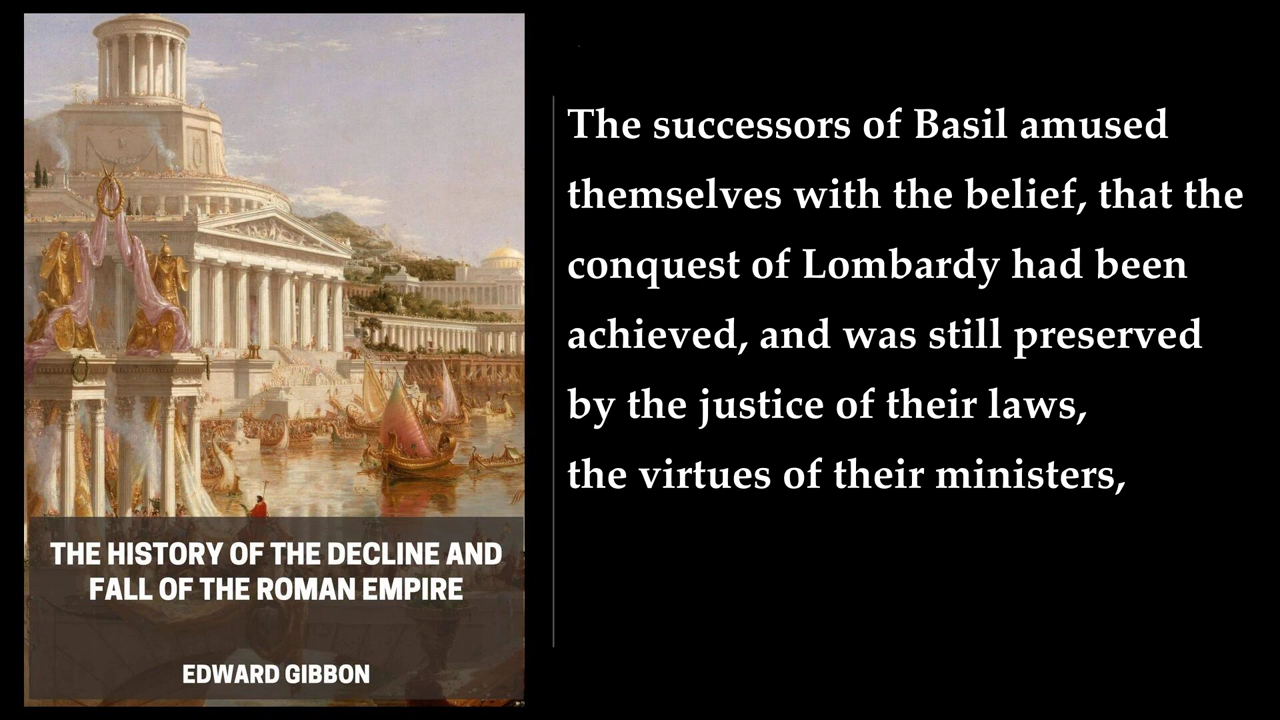 THE HISTORY OF THE DECLINE AND
FALL OF THE ROMAN EMPIRE
EDWARD GIBBON
The successors of Basil amused
themselves with the belief, that the
conquest of Lombardy had been
achieved, and was still preserved
by the justice of their laws,
the virtues of their ministers,